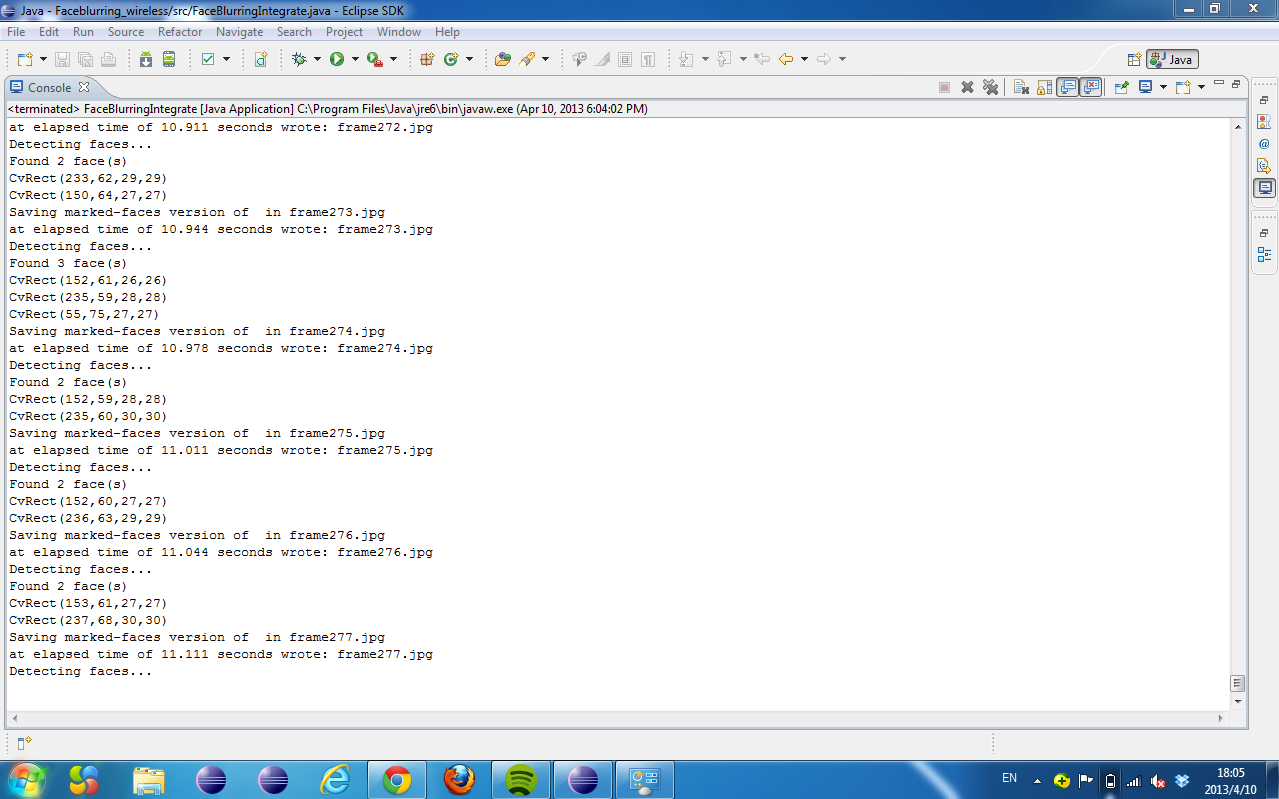 Java - Faceblurring_wireless/src/FaceBlurringIntegrate.java - Eclipse SDK
File Edit Run Source Refactor Navigate Search Project Window Help
Java
Console
<terminated> FaceBlurringIntegrate [Java Application] C:\Program Files\Java\jre6\bin\javaw.exe (Apr 10, 2013 6:04:02 PM)
at elapsed time of 10.911 seconds wrote: frame272.jpg
Detecting faces...
Found 2 face(s)
CvRect(233,62,29,29)
CvRect(150,64,27,27)
Saving marked-faces version of  in frame273.jpg
at elapsed time of 10.944 seconds wrote: frame273.jpg
Detecting faces...
Found 3 face(s)
CvRect(152,61,26,26)
CvRect(235,59,28,28)
CvRect(55,75,27,27)
Saving marked-faces version of  in frame274.jpg
at elapsed time of 10.978 seconds wrote: frame274.jpg
Detecting faces...
Found 2 face(s)
CvRect(152,59,28,28)
CvRect(235,60,30,30)
Saving marked-faces version of  in frame275.jpg
at elapsed time of 11.011 seconds wrote: frame275.jpg
Detecting faces...
Found 2 face(s)
CvRect(152,60,27,27)
CvRect(236,63,29,29)
Saving marked-faces version of  in frame276.jpg
at elapsed time of 11.044 seconds wrote: frame276.jpg
Detecting faces...
Found 2 face(s)
CvRect(153,61,27,27)
CvRect(237,68,30,30)
Saving marked-faces version of  in frame277.jpg
at elapsed time of 11.111 seconds wrote: frame277.jpg
Detecting faces...
EN
18:05
2013/4/10